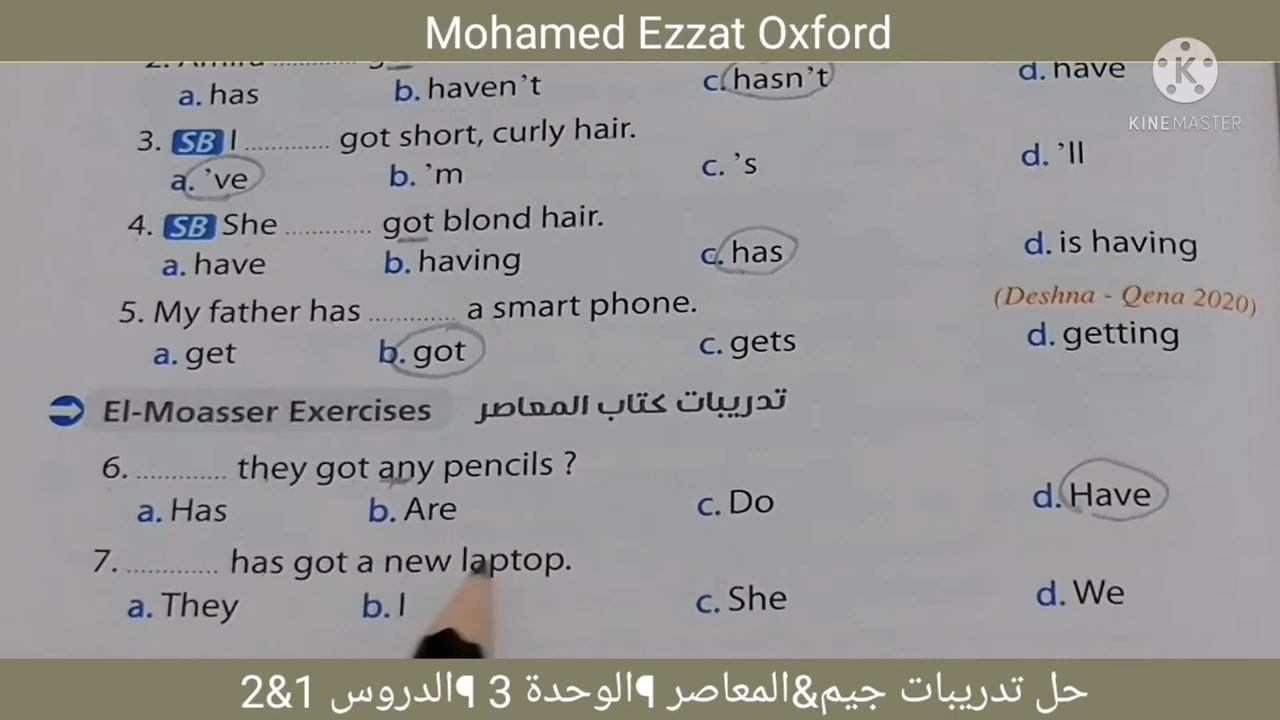 Mohamed Ezzat Oxford
K
KINEMASTER
a. has b. haven't c. hasn't d. have
3. SB I ............ got short, curly hair.
a. 've b. 'm c. 's d. 'll
4. SB She ............ got blond hair.
a. have b. having c. has d. is having
5. My father has ............ a smart phone. (Deshna - Qena 2020)
a. get b. got c. gets d. getting
El-Moasser Exercises تدريبات كتاب المعاصر
6. ............ they got any pencils ?
a. Has b. Are c. Do d. Have
7. ............ has got a new laptop.
a. They b. I c. She d. We
حل تدريبات جيم&المعاصر ¶الوحدة 3 ¶الدروس 1&2